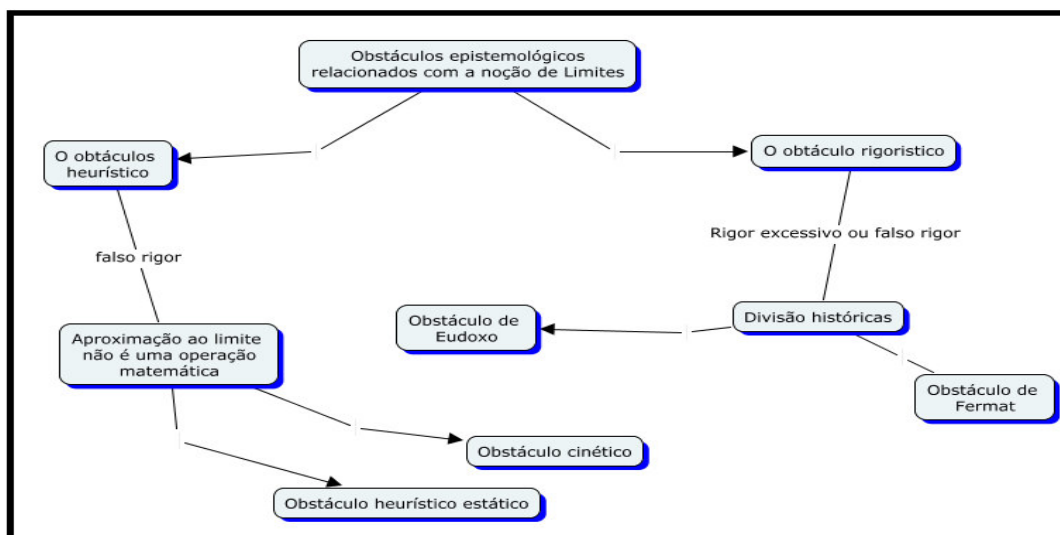 Obstáculos epistemológicos
relacionados com a noção de Limites
O obtáculos
heurístico
O obtáculo rigoristico
falso rigor
Rigor excessivo ou falso rigor
Aproximação ao limite
não é uma operação
matemática
Obstáculo de
Eudoxo
Divisão históricas
Obstáculo de
Fermat
Obstáculo cinético
Obstáculo heurístico estático